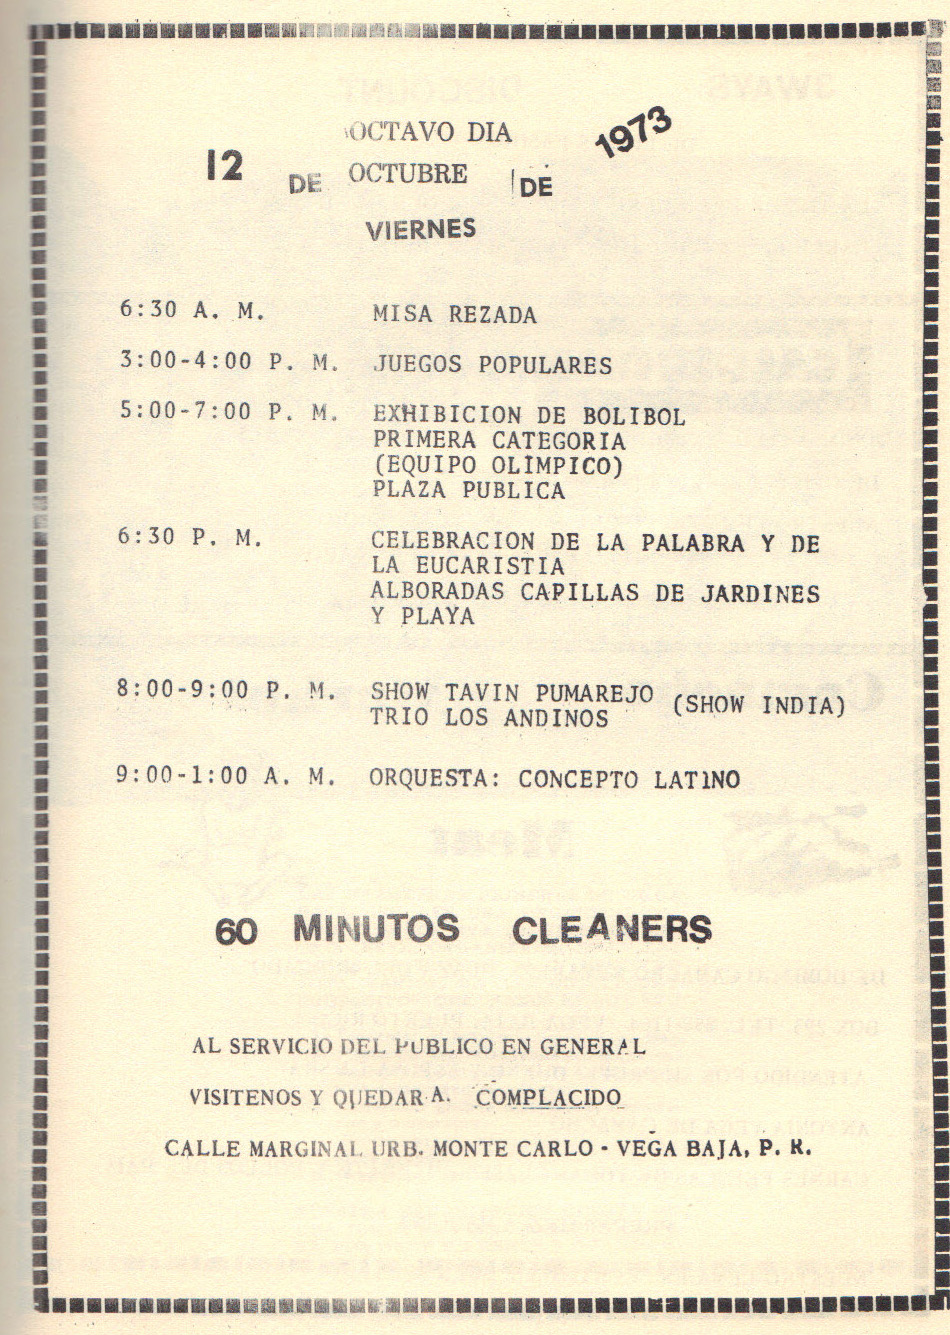 OCTAVO DIA
12 DE OCTUBRE DE 1973
VIERNES
6:30 A. M. MISA REZADA
3:00-4:00 P. M. JUEGOS POPULARES
5:00-7:00 P. M. EXHIBICION DE BOLIBOL
PRIMERA CATEGORIA
(EQUIPO OLIMPICO)
PLAZA PUBLICA
6:30 P. M. CELEBRACION DE LA PALABRA Y DE
LA EUCARISTIA
ALBORADAS CAPILLAS DE JARDINES
Y PLAYA
8:00-9:00 P. M. SHOW TAVIN PUMAREJO (SHOW INDIA)
TRIO LOS ANDINOS
9:00-1:00 A. M. ORQUESTA: CONCEPTO LATINO
60 MINUTOS CLEANERS
AL SERVICIO DEL PUBLICO EN GENERAL
VISITENOS Y QUEDARA. COMPLACIDO
CALLE MARGINAL URB. MONTE CARLO - VEGA BAJA, P. R.